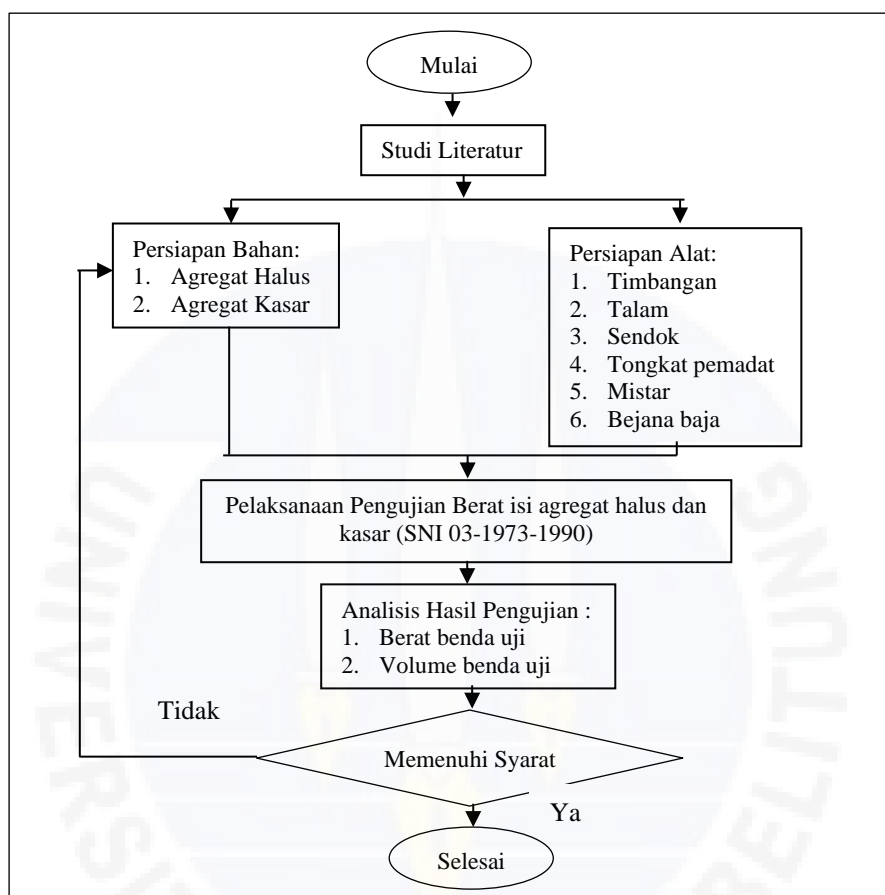 Mulai
Studi Literatur
Persiapan Bahan:
1. Agregat Halus
2. Agregat Kasar
Persiapan Alat:
1. Timbangan
2. Talam
3. Sendok
4. Tongkat pemadat
5. Mistar
6. Bejana baja
Pelaksanaan Pengujian Berat isi agregat halus dan
kasar (SNI 03-1973-1990)
Analisis Hasil Pengujian :
1. Berat benda uji
2. Volume benda uji
Tidak
Memenuhi Syarat
Ya
Selesai
UNIVERSI
BELITUNG